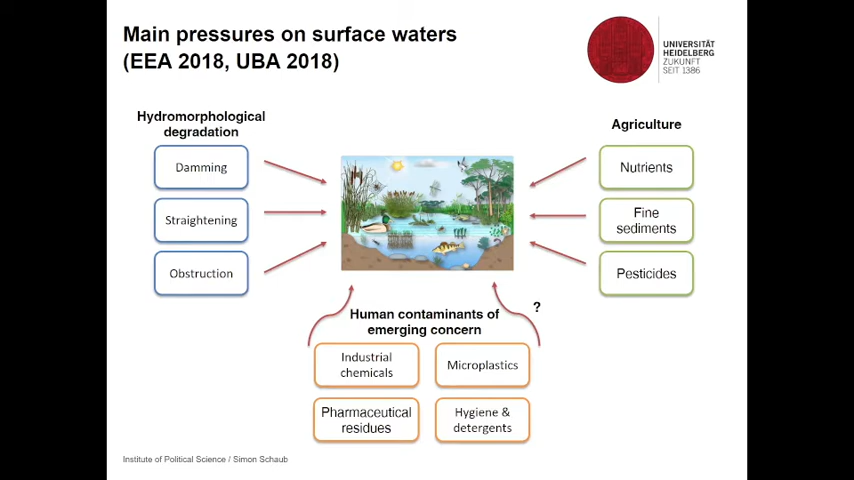 Main pressures on surface waters
(EEA 2018, UBA 2018)
UNIVERSITÄT
HEIDELBERG
ZUKUNFT
SEIT 1386
Hydromorphological
degradation
Damming
Straightening
Obstruction
Agriculture
Nutrients
Fine
sediments
Pesticides
?
Human contaminants of
emerging concern
Industrial
chemicals
Microplastics
Pharmaceutical
residues
Hygiene &
detergents
Institute of Political Science / Simon Schaub